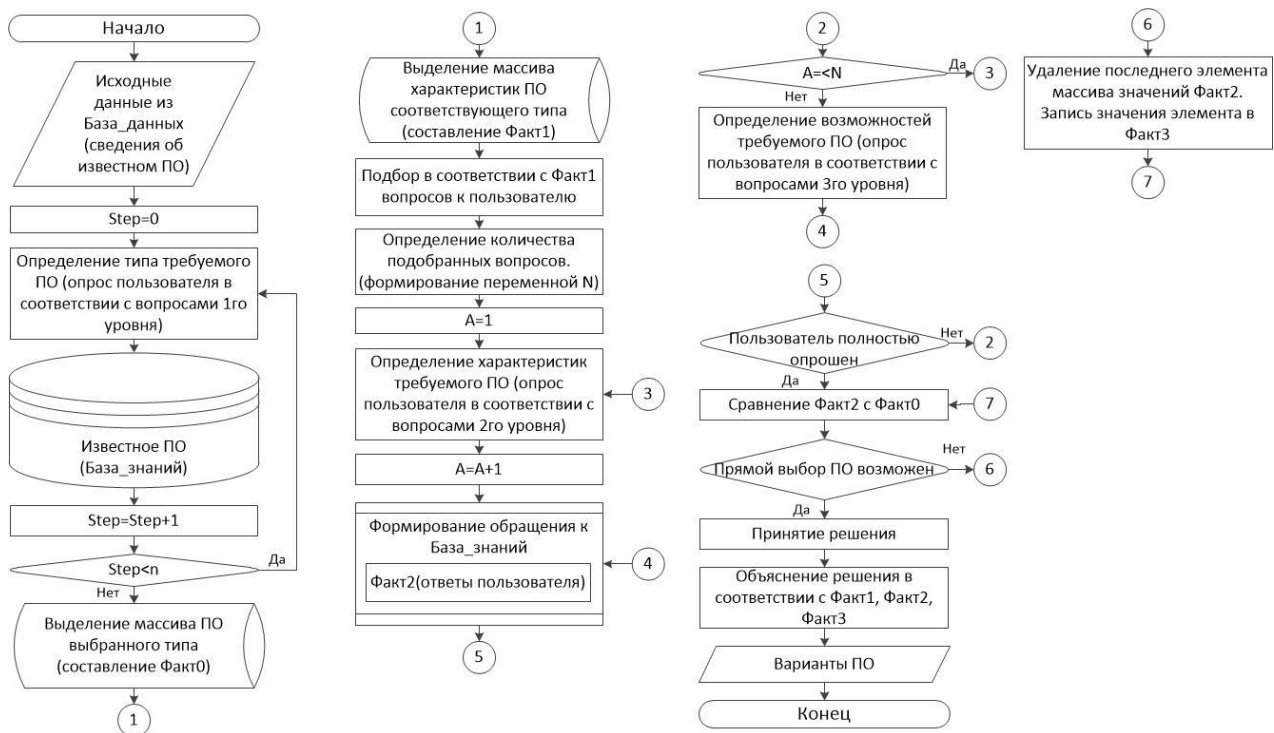 Начало
Исходные
данные из
База_данных
(сведения об
известном ПО)
Step=0
Определение типа требуемого
ПО (опрос пользователя в
соответствии с вопросами 1го
уровня)
Известное ПО
(База_знаний)
Step=Step+1
Step<n
Да
Нет
Выделение массива ПО
выбранного типа
(составление Факт0)
1
1
Выделение массива
характеристик ПО
соответствующего типа
(составление Факт1)
Подбор в соответствии с Факт1
вопросов к пользователю
Определение количества
подобранных вопросов.
(формирование переменной N)
A=1
Определение характеристик
требуемого ПО (опрос
пользователя в соответствии с
вопросами 2го уровня)
3
A=A+1
Формирование обращения к
База_знаний
Факт2(ответы пользователя)
4
5
2
A=<N
Да
3
Нет
Определение возможностей
требуемого ПО (опрос
пользователя в соответствии с
вопросами 3го уровня)
4
5
Пользователь полностью
опрошен
Нет
2
Да
Сравнение Факт2 с Факт0
7
Прямой выбор ПО возможен
Нет
6
Да
Принятие решения
Объяснение решения в
соответствии с Факт1, Факт2,
Факт3
Варианты ПО
Конец
6
Удаление последнего элемента
массива значений Факт2.
Запись значения элемента в
Факт3
7